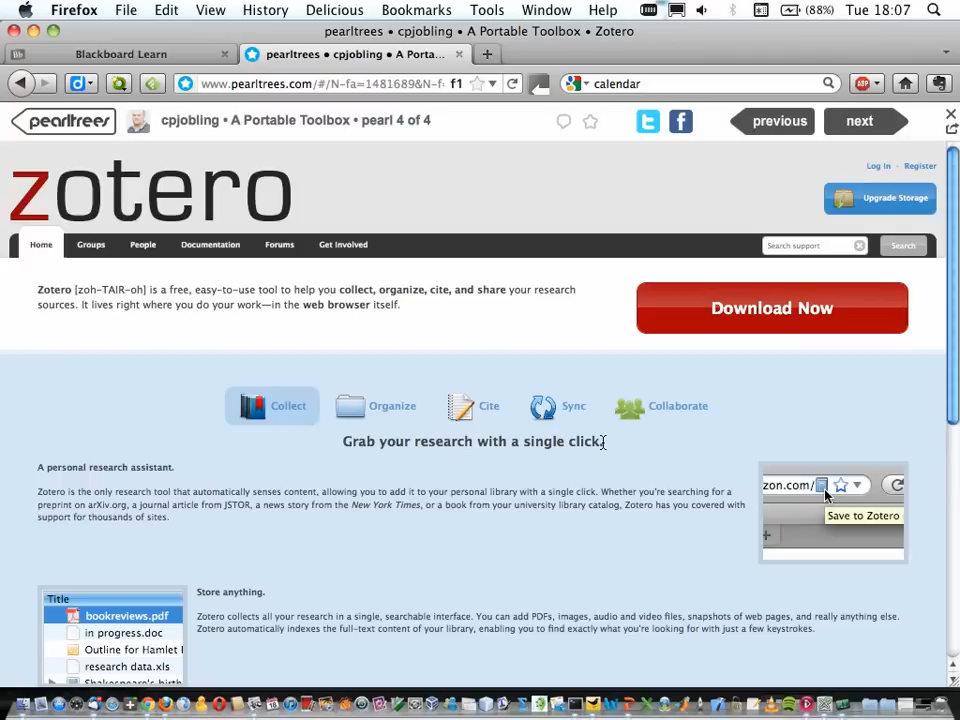 Firefox File Edit View History Delicious Bookmarks Tools Window Help (88%) Tue 18:07
pearltrees • cpjobling • A Portable Toolbox • Zotero
Blackboard Learn pearltrees • cpjobling • A Porta...
www.pearltrees.com/#/N-fa=1481689&N-f: f1 calendar ABP
pearltrees cpjobling • A Portable Toolbox • pearl 4 of 4 previous next
Log In · Register
zotero
Upgrade Storage
Home Groups People Documentation Forums Get Involved Search support Search
Zotero [zoh-TAIR-oh] is a free, easy-to-use tool to help you collect, organize, cite, and share your research
sources. It lives right where you do your work—in the web browser itself.
Download Now
Collect Organize Cite Sync Collaborate
Grab your research with a single click.
A personal research assistant.
Zotero is the only research tool that automatically senses content, allowing you to add it to your personal library with a single click. Whether you're searching for a
preprint on arXiv.org, a journal article from JSTOR, a news story from the New York Times, or a book from your university library catalog, Zotero has you covered with
support for thousands of sites.
zon.com/
Save to Zotero
Store anything.
Zotero collects all your research in a single, searchable interface. You can add PDFs, images, audio and video files, snapshots of web pages, and really anything else.
Zotero automatically indexes the full-text content of your library, enabling you to find exactly what you're looking for with just a few keystrokes.
Title
bookreviews.pdf
in progress.doc
Outline for Hamlet
research data.xls
Shakespeare's birth